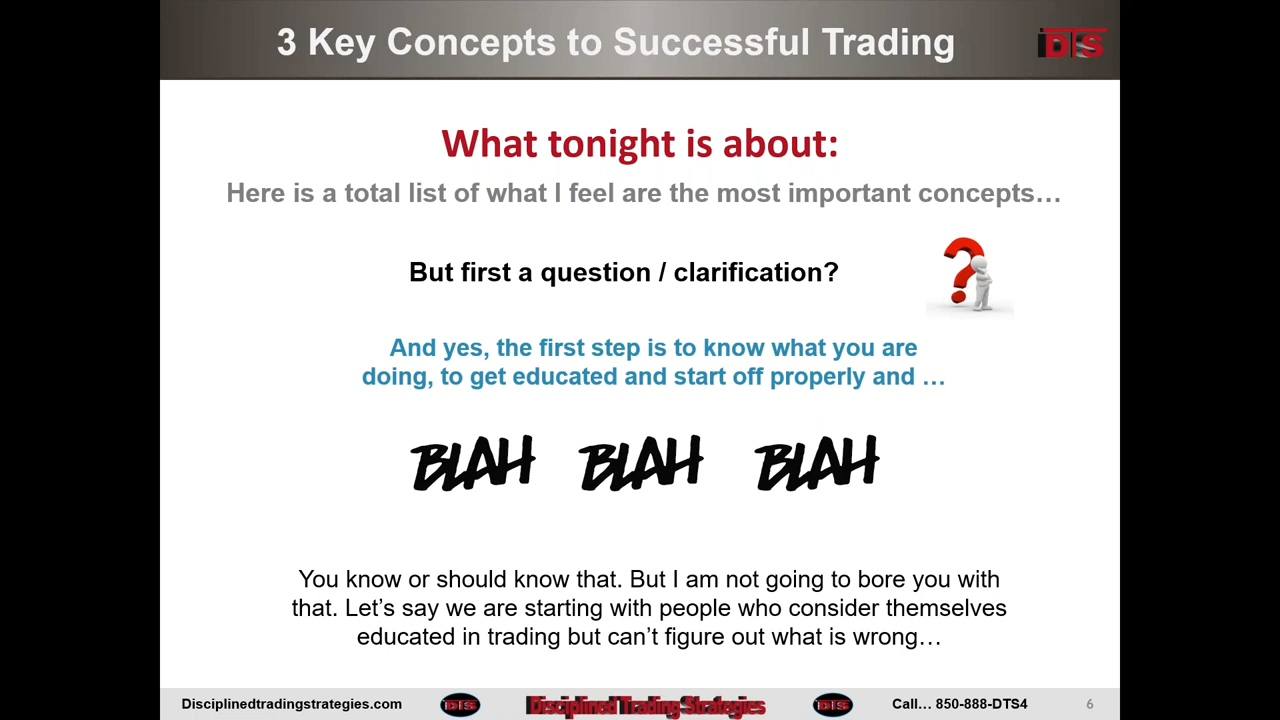 3 Key Concepts to Successful Trading
DTS
What tonight is about:
Here is a total list of what I feel are the most important concepts…
But first a question / clarification?
?
And yes, the first step is to know what you are
doing, to get educated and start off properly and …
BLAH BLAH BLAH
You know or should know that. But I am not going to bore you with
that. Let’s say we are starting with people who consider themselves
educated in trading but can’t figure out what is wrong…
Disciplinedtradingstrategies.com DTS Disciplined Trading Strategies DTS Call… 850-888-DTS4 6